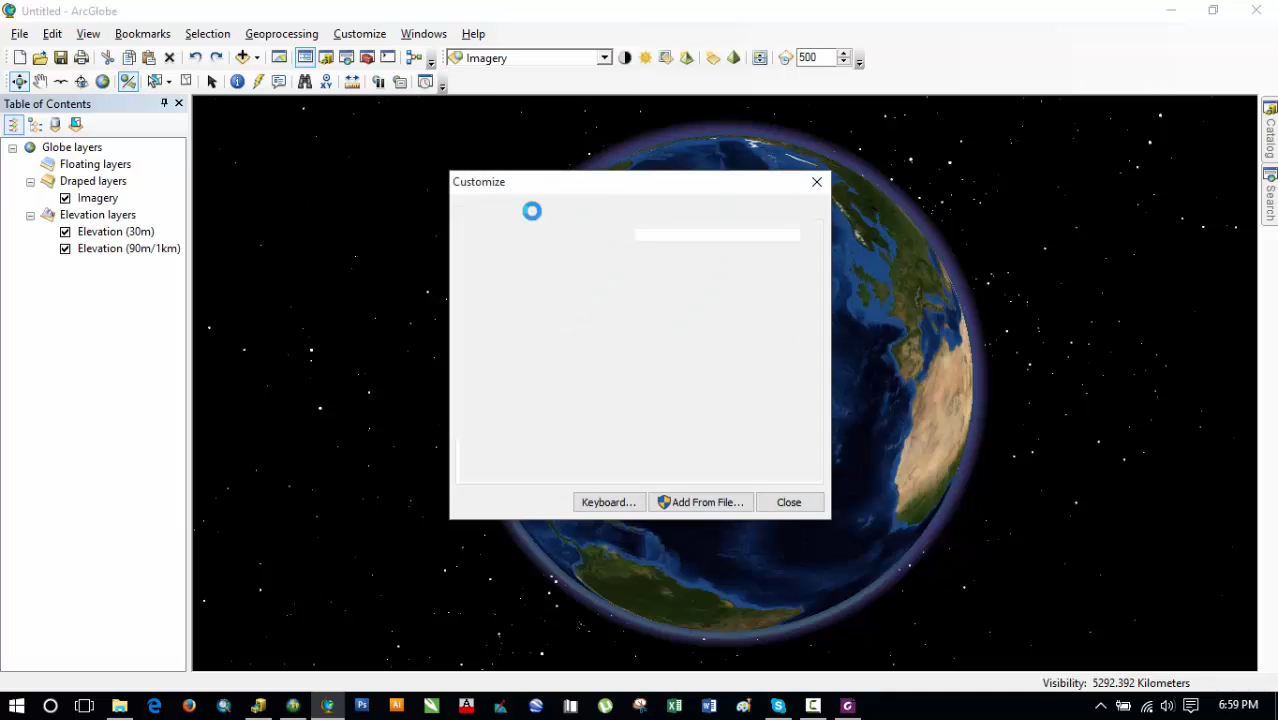 Untitled - ArcGlobe
File Edit View Bookmarks Selection Geoprocessing Customize Windows Help
Imagery 500
Table of Contents
Globe layers
Floating layers
Draped layers
Imagery
Elevation layers
Elevation (30m)
Elevation (90m/1km)
Customize
Keyboard... Add From File... Close
Catalog
Search
Visibility: 5292.392 Kilometers
6:59 PM